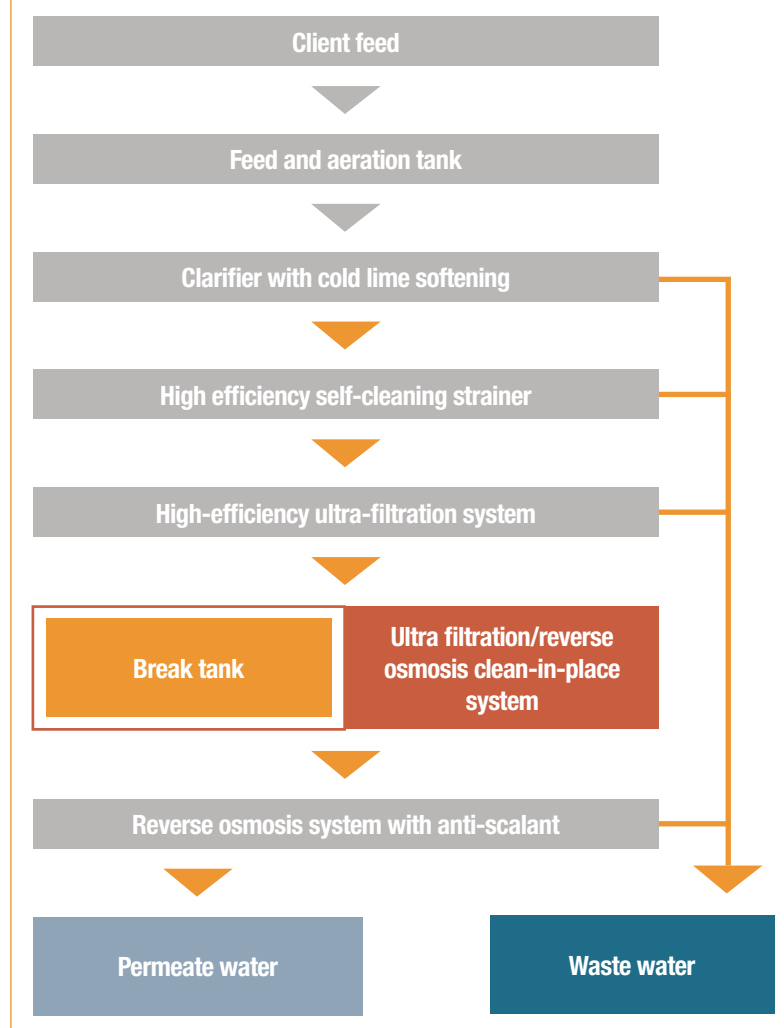 Client feed
Feed and aeration tank
Clarifier with cold lime softening
High efficiency self-cleaning strainer
High-efficiency ultra-filtration system
Break tank
Ultra filtration/reverse
osmosis clean-in-place
system
Reverse osmosis system with anti-scalant
Permeate water
Waste water